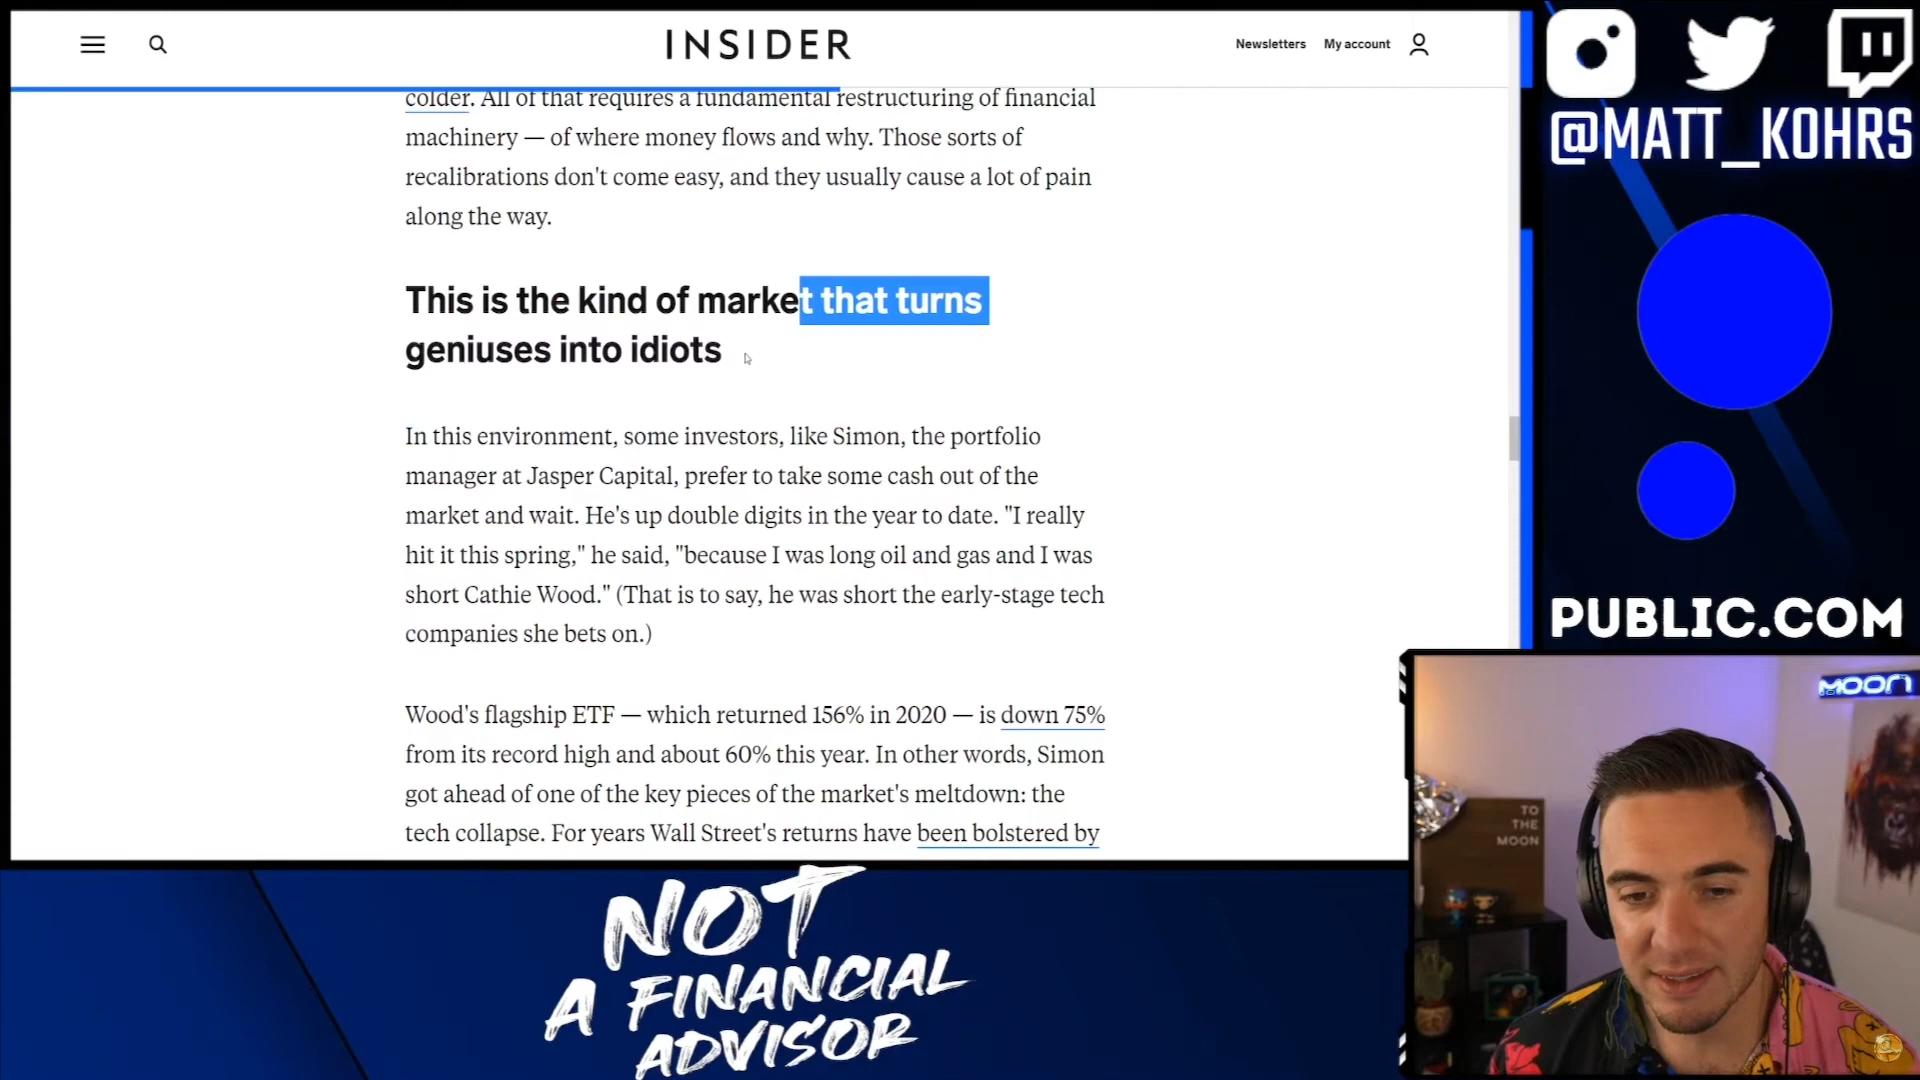 INSIDER
Newsletters My account
colder. All of that requires a fundamental restructuring of financial
machinery — of where money flows and why. Those sorts of
recalibrations don't come easy, and they usually cause a lot of pain
along the way.
This is the kind of market that turns
geniuses into idiots
In this environment, some investors, like Simon, the portfolio
manager at Jasper Capital, prefer to take some cash out of the
market and wait. He's up double digits in the year to date. "I really
hit it this spring," he said, "because I was long oil and gas and I was
short Cathie Wood." (That is to say, he was short the early-stage tech
companies she bets on.)
Wood's flagship ETF — which returned 156% in 2020 — is down 75%
from its record high and about 60% this year. In other words, Simon
got ahead of one of the key pieces of the market's meltdown: the
tech collapse. For years Wall Street's returns have been bolstered by
@MATT_KOHRS
PUBLIC.COM
MOON
TO
THE
MOON
NOT
A FINANCIAL
ADVISOR